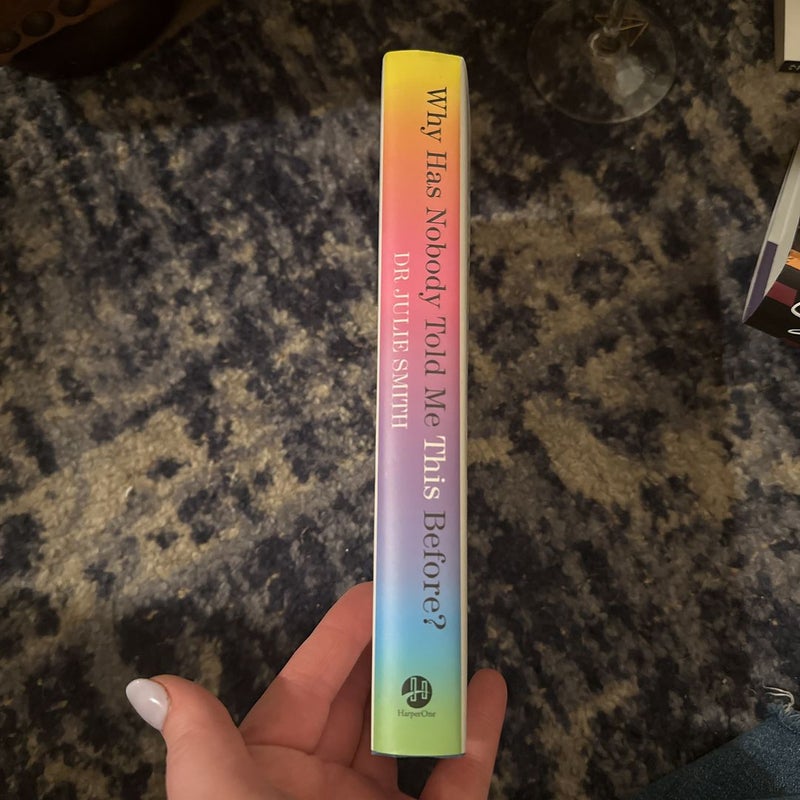 Why Has Nobody Told Me This Before?
DR JULIE SMITH
HarperOne